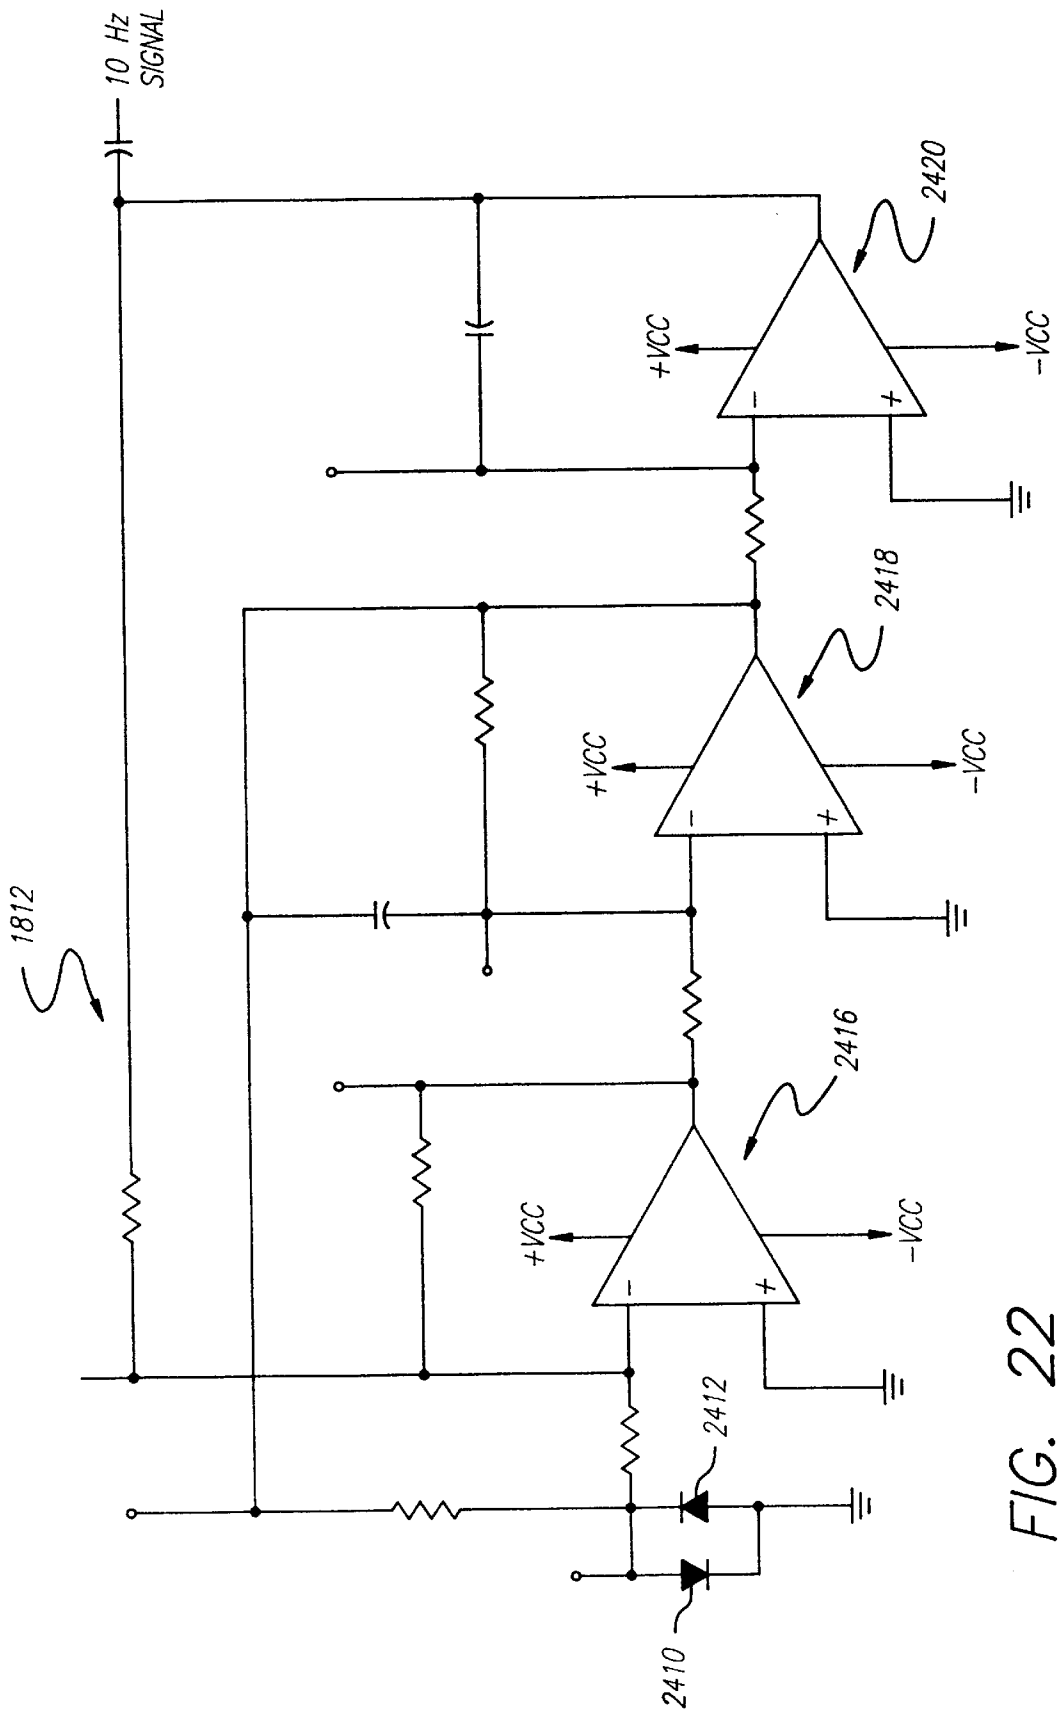 10 Hz
SIGNAL
1812
+VCC
2420
-VCC
+VCC
2418
-VCC
+VCC
2416
-VCC
2412
2410
- +
- +
- +
FIG. 22